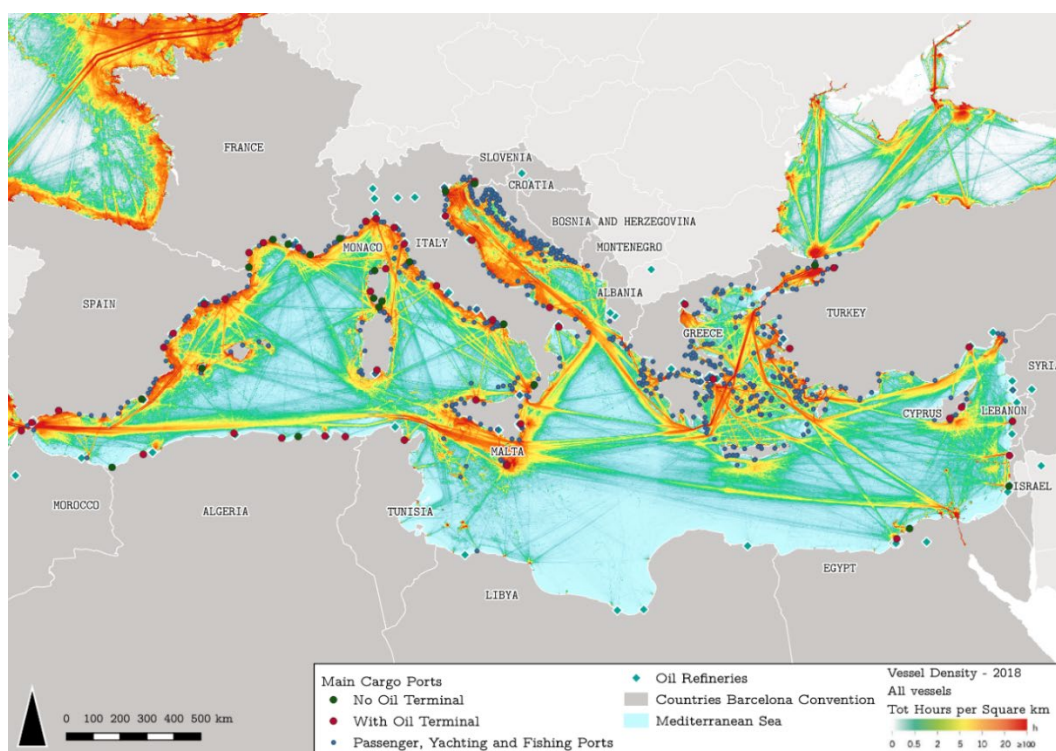 FRANCE
SLOVENIA
CROATIA
BOSNIA AND HERZEGOVINA
MONACO
ITALY
MONTENEGRO
SPAIN
ALBANIA
TURKEY
GREECE
SYRIA
CYPRUS
LEBANON
MALTA
ISRAEL
MOROCCO
ALGERIA
TUNISIA
EGYPT
LIBYA
0 100 200 300 400 500 km
Main Cargo Ports
No Oil Terminal
With Oil Terminal
Passenger, Yachting and Fishing Ports
Oil Refineries
Countries Barcelona Convention
Mediterranean Sea
Vessel Density - 2018
All vessels
Tot Hours per Square km
h
0 0.5 2 5 10 20 ≥100